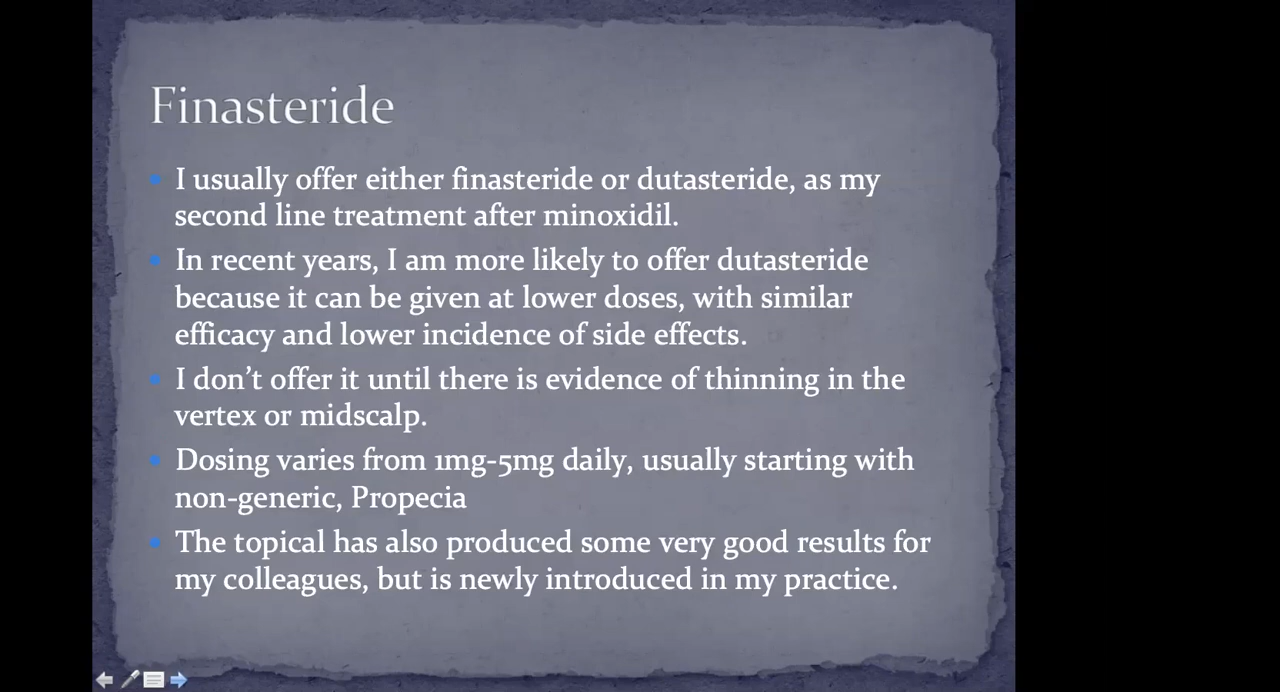 Finasteride
I usually offer either finasteride or dutasteride, as my
second line treatment after minoxidil.
In recent years, I am more likely to offer dutasteride
because it can be given at lower doses, with similar
efficacy and lower incidence of side effects.
I don’t offer it until there is evidence of thinning in the
vertex or midscalp.
Dosing varies from 1mg-5mg daily, usually starting with
non-generic, Propecia
The topical has also produced some very good results for
my colleagues, but is newly introduced in my practice.